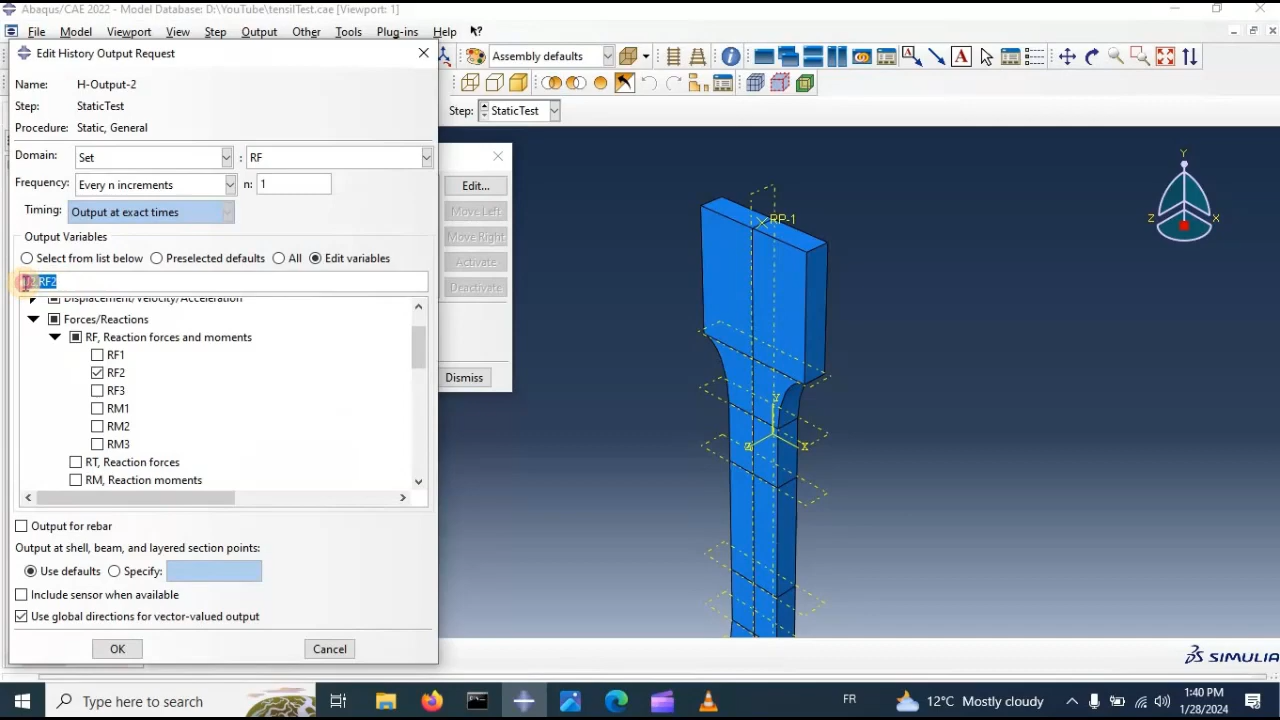 Abaqus/CAE 2022 - Model Database: D:\YouTube\tensilTest.cae [Viewport: 1]
File Model Viewport View Step Output Other Tools Plug-ins Help
Edit History Output Request
Assembly defaults
Name: H-Output-2
Step: StaticTest
Step: StaticTest
Procedure: Static, General
Domain: Set : RF
Frequency: Every n increments n: 1
Edit...
Timing: Output at exact times
Move Left
Output Variables
Move Right
Select from list below Preselected defaults All Edit variables
Activate
RF2
Deactivate
Displacement/Velocity/Acceleration
Forces/Reactions
RF, Reaction forces and moments
RF1
RF2
Dismiss
RF3
RM1
RM2
RM3
RT, Reaction forces
RM, Reaction moments
Output for rebar
Output at shell, beam, and layered section points:
Use defaults Specify:
Include sensor when available
Use global directions for vector-valued output
OK Cancel
RP-1
Y
Z X
Y
Z X
SIMULIA
Type here to search
FR
12°C Mostly cloudy
:40 PM
1/28/2024